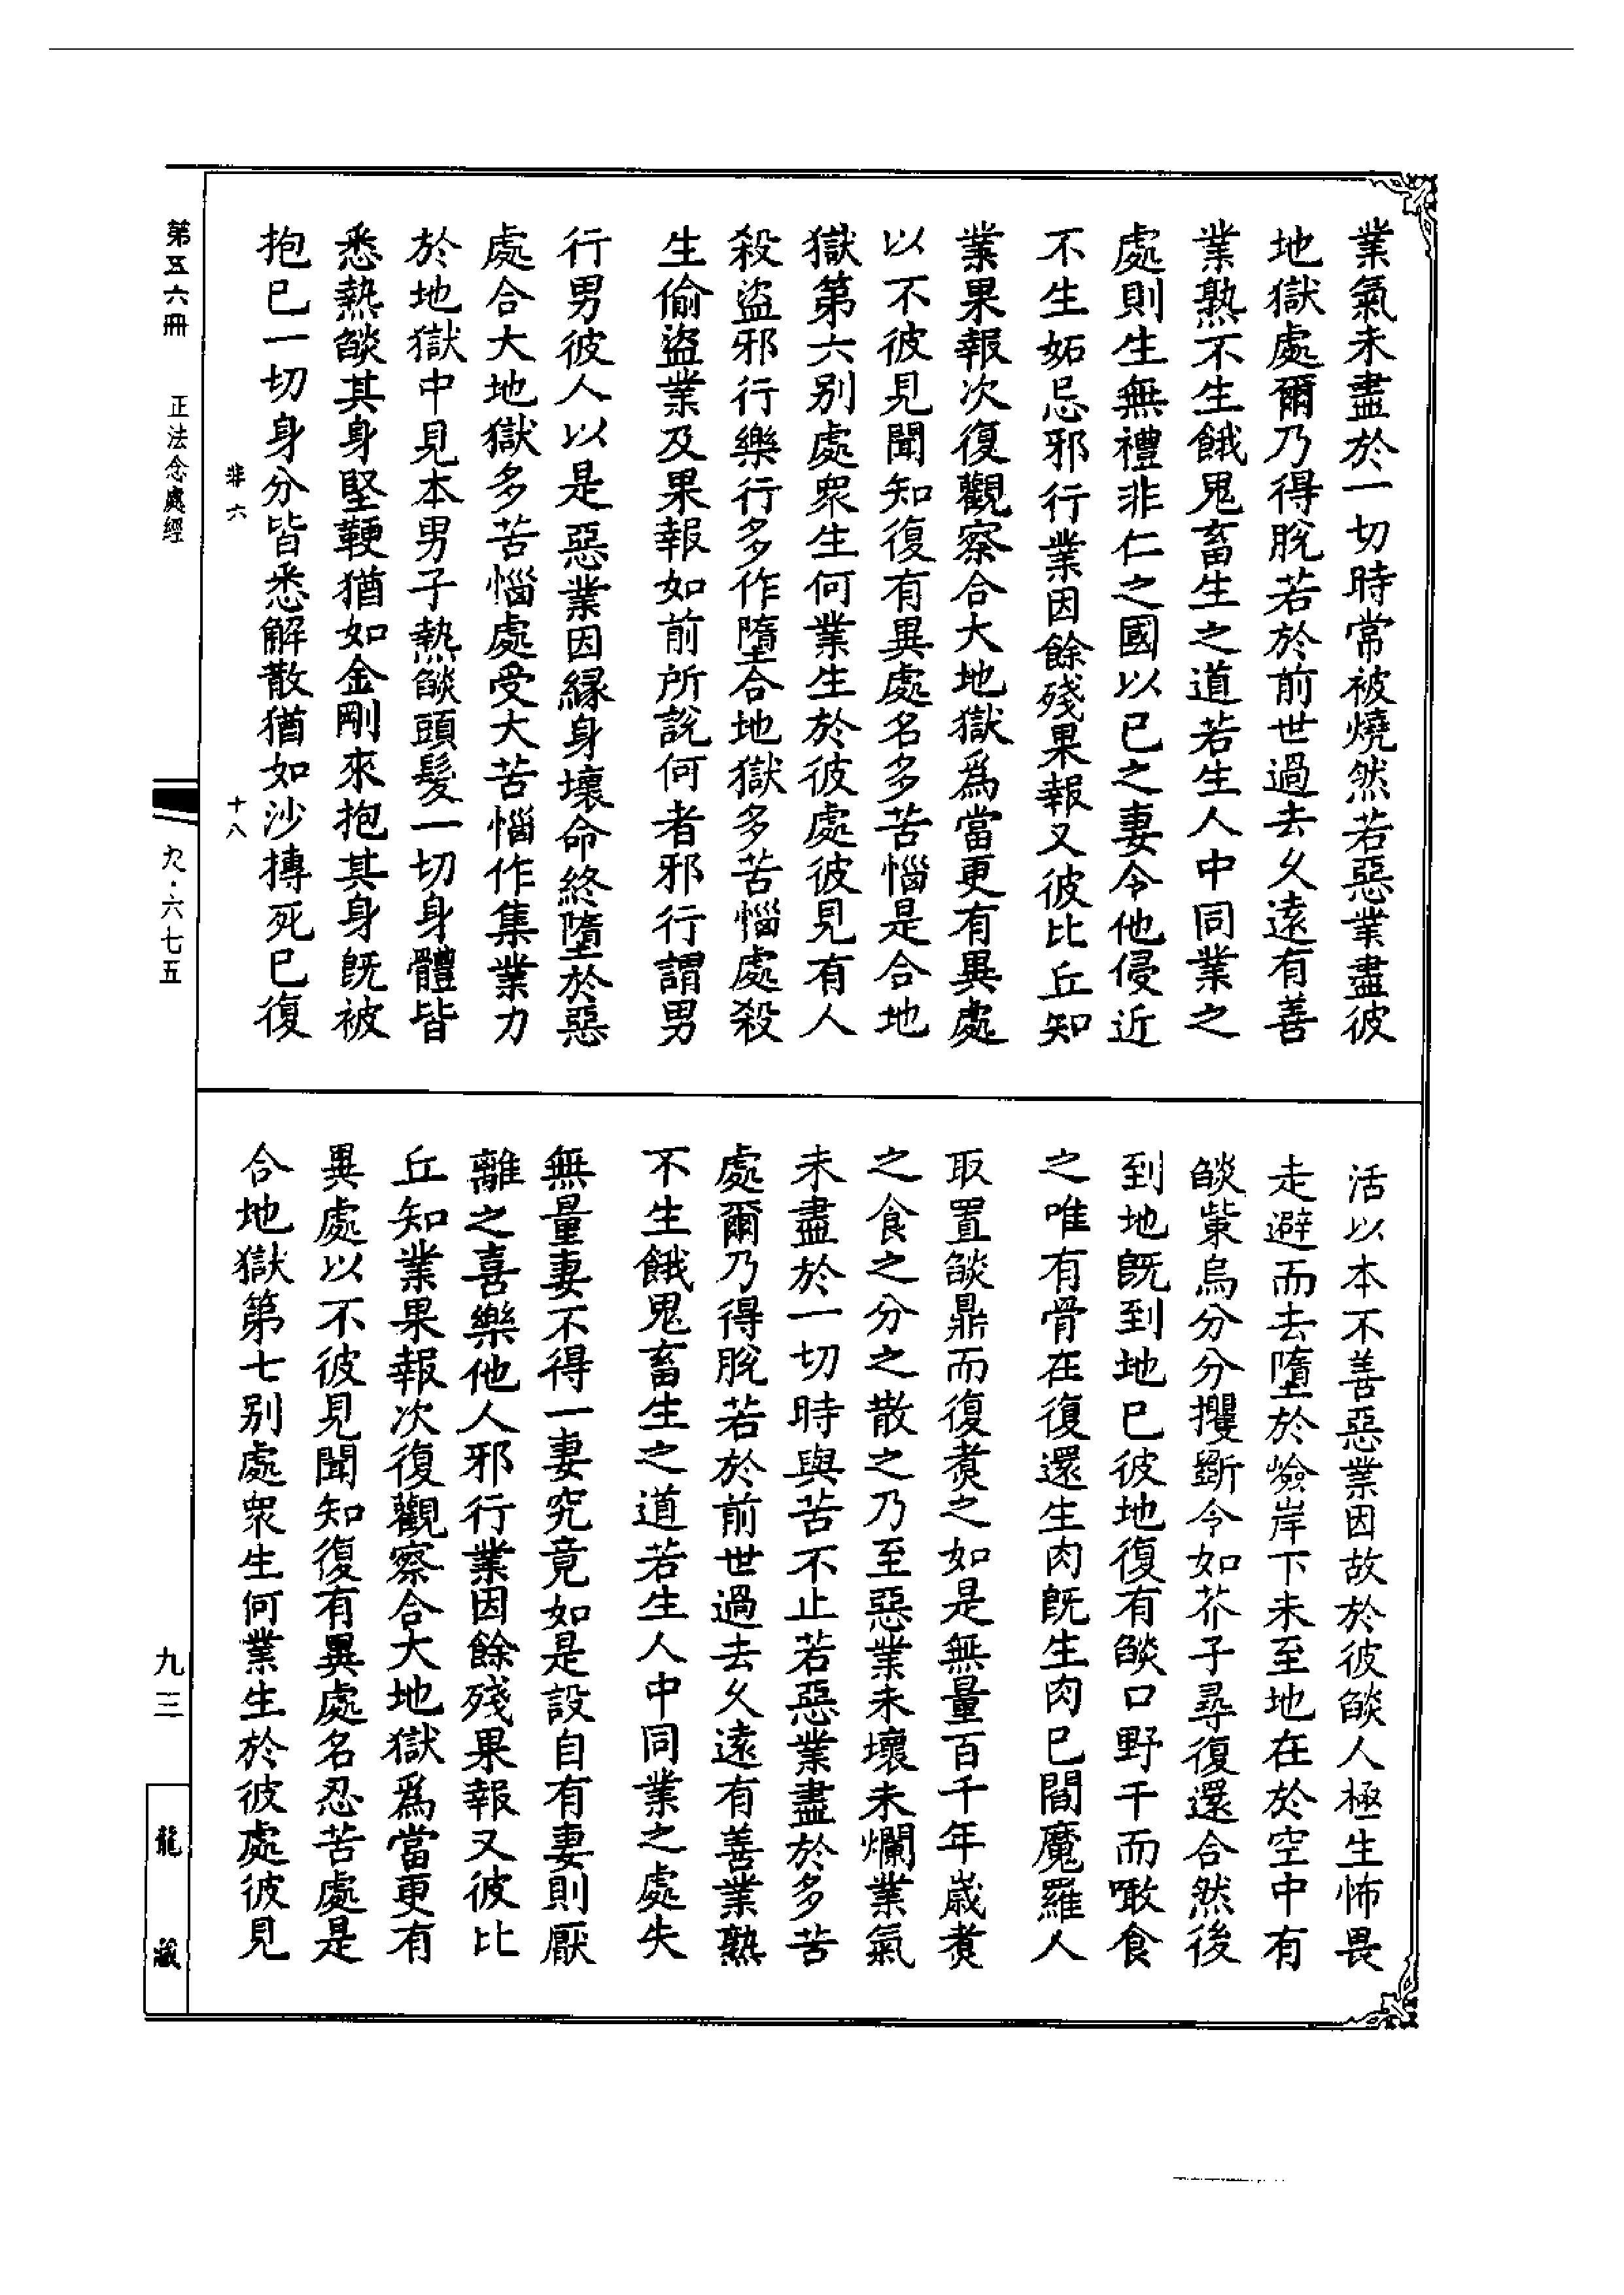 業氣未盡於一切時常被燒然若惡業盡彼
地獄處爾乃得脫若於前世過去久遠有善
業熟不生餓鬼畜生之道若生人中同業之
處則生無禮非仁之國以已之妻令他侵近
不生妬忌邪行業因餘殘果報又彼比丘知
業果報次復觀察合大地獄爲當更有異處
以不彼見聞知復有異處名多苦惱是合地
獄第六別處衆生何業生於彼處彼見有人
殺盜邪行樂行多作墮合地獄多苦惱處殺
生偷盜業及果報如前所說何者邪行謂男
行男彼人以是惡業因緣身壞命終墮於惡
處合大地獄多苦惱處受大苦惱作集業力
於地獄中見本男子熱燄頭髮一切身體皆
悉熱燄其身堅鞕猶如金剛來抱其身旣被
抱已一切身分皆悉解散猶如沙摶死已復
活以本不善惡業因故於彼燄人極生怖畏
走避而去墮於嶮岸下未至地在於空中有
燄㭰烏分分攫斷令如芥子尋復還合然後
到地旣到地已彼地復有燄口野干而噉食
之唯有骨在復還生肉旣生肉已閻魔羅人
取置燄鼎而復煑之如是無量百千年歲煑
之食之分之散之乃至惡業未壞未爛業氣
未盡於一切時與苦不止若惡業盡於多苦
處爾乃得脫若於前世過去久遠有善業熟
不生餓鬼畜生之道若生人中同業之處失
無量妻不得一妻究竟如是設自有妻則厭
離之喜樂他人邪行業因餘殘果報又彼比
丘知業果報次復觀察合大地獄爲當更有
異處以不彼見聞知復有異處名忍苦處是
合地獄第七別處衆生何業生於彼處彼見
第五六冊
正法念處經
非六
十八
九·六七五
九三
龍藏